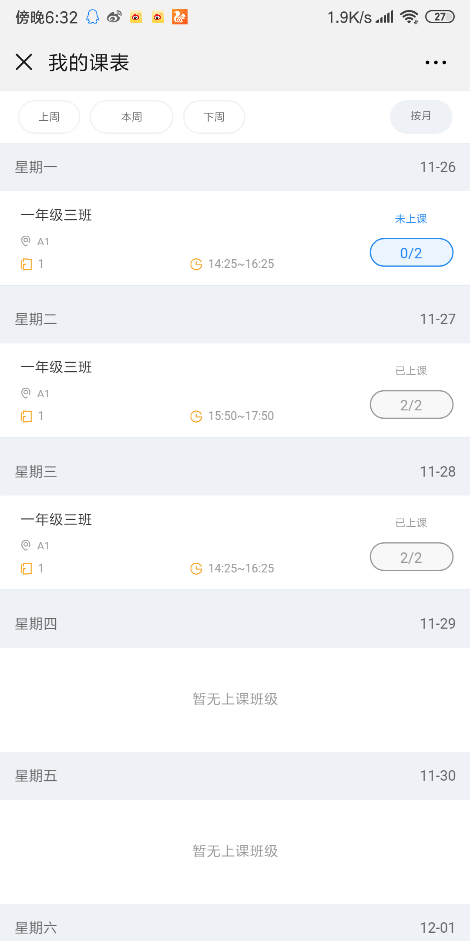 傍晚6:32 1.9K/s 27
我的课表
上周 本周 下周 按月
星期一 11-26
一年级三班 未上课
A1 0/2
1 14:25~16:25
星期二 11-27
一年级三班 已上课
A1 2/2
1 15:50~17:50
星期三 11-28
一年级三班 已上课
A1 2/2
1 14:25~16:25
星期四 11-29
暂无上课班级
星期五 11-30
暂无上课班级
星期六 12-01